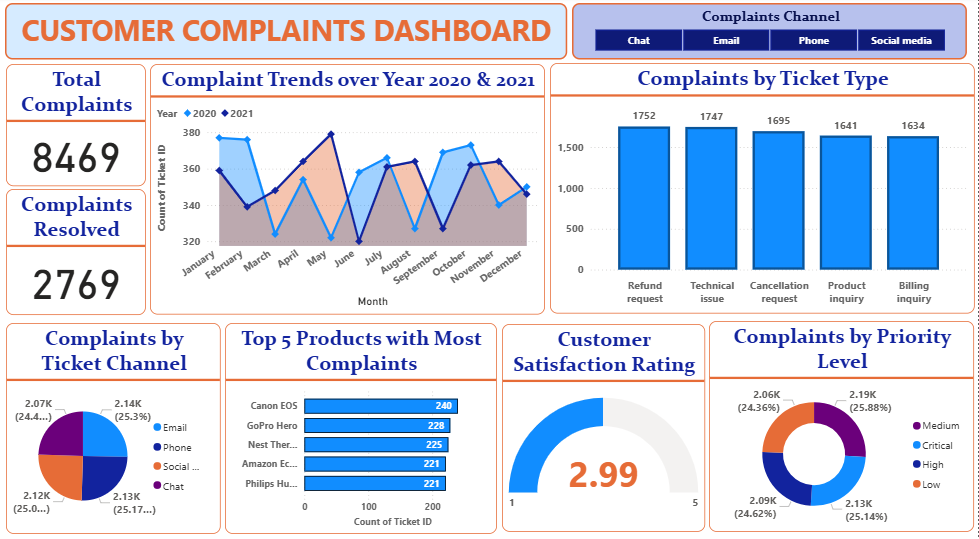 CUSTOMER COMPLAINTS DASHBOARD
Complaints Channel
Chat
Email
Phone
Social media
Total
Complaints
8469
Complaints
Resolved
2769
Complaint Trends over Year 2020 & 2021
Year 2020 2021
Count of Ticket ID
380
360
340
320
January
February
March
April
May
June
July
August
September
October
November
December
Month
Complaints by Ticket Type
1,500
1,000
500
0
1752
1747
1695
1641
1634
Refund
request
Technical
issue
Cancellation
request
Product
inquiry
Billing
inquiry
Complaints by
Ticket Channel
2.07K
(24.4...)
2.14K
(25.3%)
2.12K
(25.0...)
2.13K
(25.17...)
Email
Phone
Social ...
Chat
Top 5 Products with Most
Complaints
Canon EOS 240
GoPro Hero 228
Nest Ther... 225
Amazon Ec... 221
Philips Hu... 221
0 100 200
Count of Ticket ID
Customer
Satisfaction Rating
2.99
1 5
Complaints by Priority
Level
2.06K
(24.36%)
2.19K
(25.88%)
2.09K
(24.62%)
2.13K
(25.14%)
Medium
Critical
High
Low